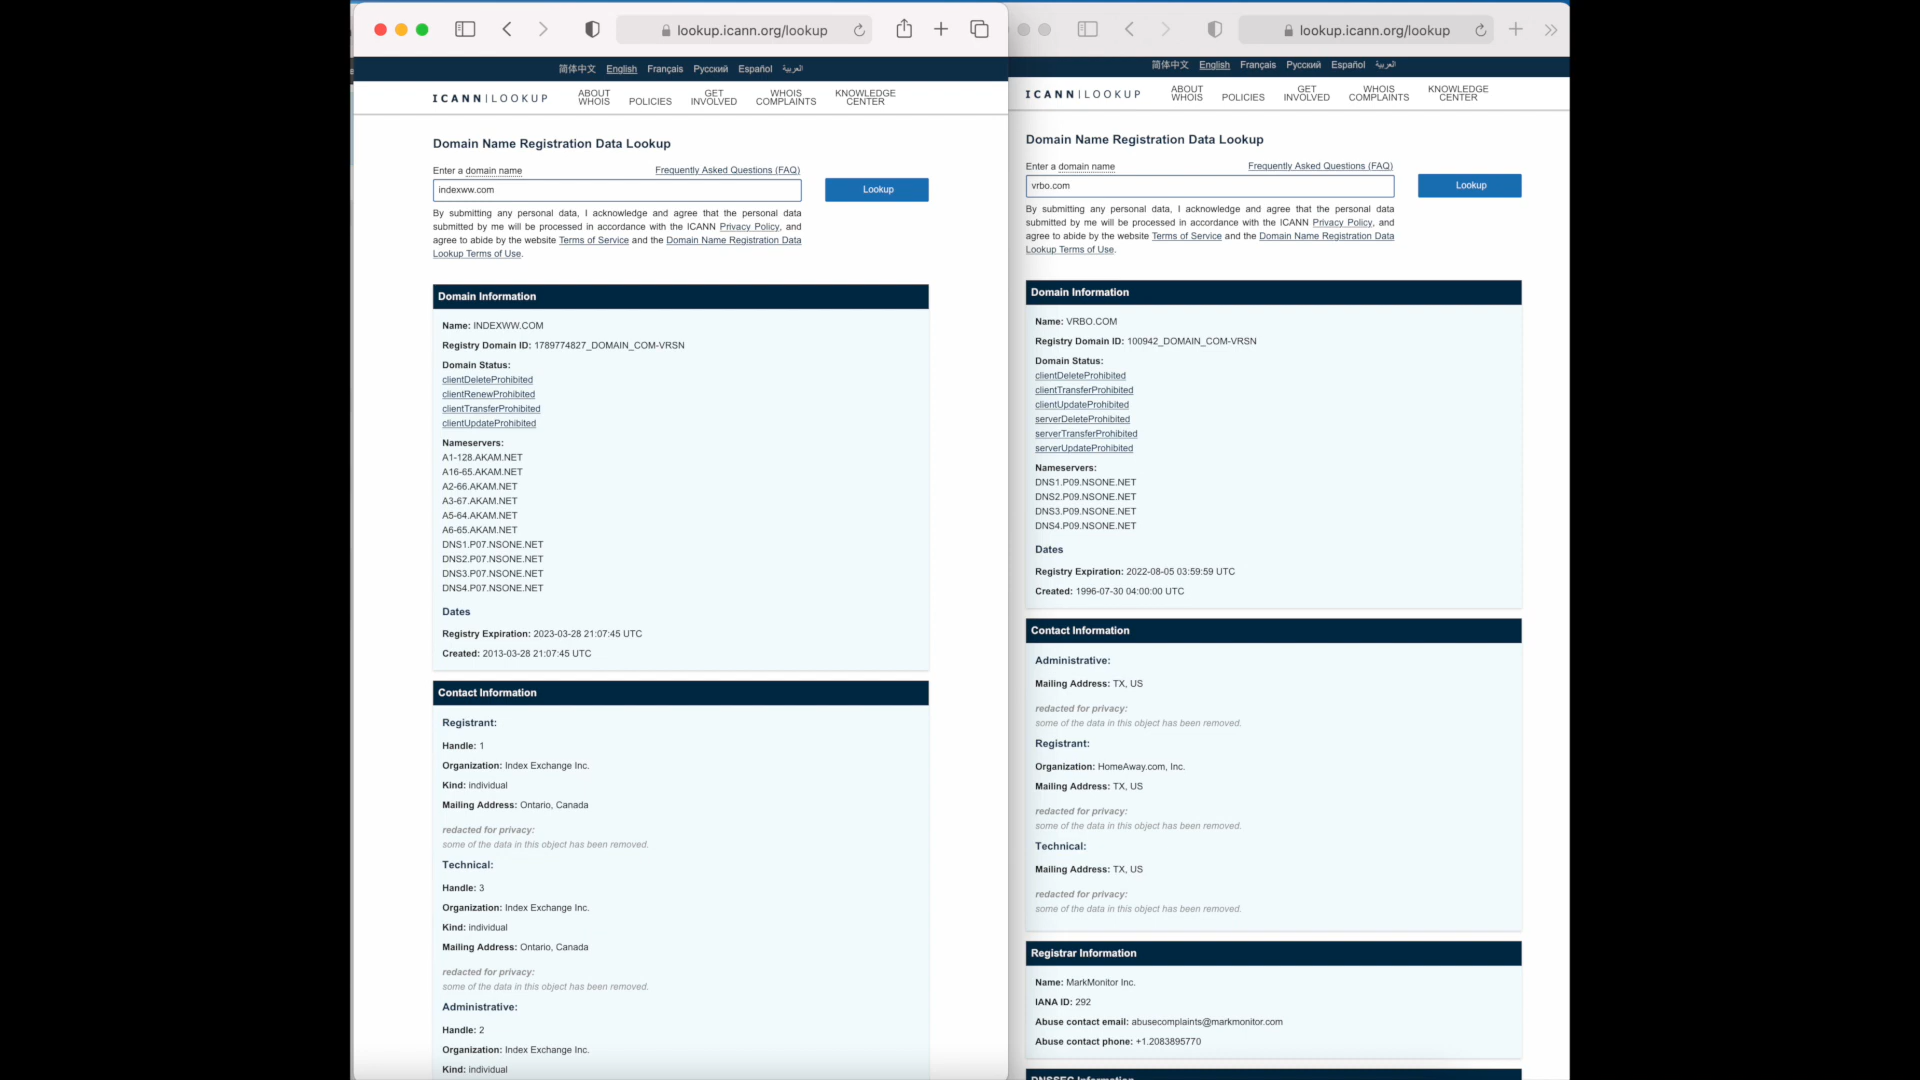 lookup.icann.org/lookup
简体中文 English Français Русский Español العربية
ICANN|LOOKUP
ABOUT WHOIS
POLICIES
GET INVOLVED
WHOIS COMPLAINTS
KNOWLEDGE CENTER
Domain Name Registration Data Lookup
Enter a domain name
Frequently Asked Questions (FAQ)
indexww.com
Lookup
By submitting any personal data, I acknowledge and agree that the personal data
submitted by me will be processed in accordance with the ICANN Privacy Policy, and
agree to abide by the website Terms of Service and the Domain Name Registration Data
Lookup Terms of Use.
Domain Information
Name: INDEXWW.COM
Registry Domain ID: 1789774827_DOMAIN_COM-VRSN
Domain Status:
clientDeleteProhibited
clientRenewProhibited
clientTransferProhibited
clientUpdateProhibited
Nameservers:
A1-128.AKAM.NET
A16-65.AKAM.NET
A2-66.AKAM.NET
A3-67.AKAM.NET
A5-64.AKAM.NET
A6-65.AKAM.NET
DNS1.P07.NSONE.NET
DNS2.P07.NSONE.NET
DNS3.P07.NSONE.NET
DNS4.P07.NSONE.NET
Dates
Registry Expiration: 2023-03-28 21:07:45 UTC
Created: 2013-03-28 21:07:45 UTC
Contact Information
Registrant:
Handle: 1
Organization: Index Exchange Inc.
Kind: individual
Mailing Address: Ontario, Canada
redacted for privacy:
some of the data in this object has been removed.
Technical:
Handle: 3
Organization: Index Exchange Inc.
Kind: individual
Mailing Address: Ontario, Canada
redacted for privacy:
some of the data in this object has been removed.
Administrative:
Handle: 2
Organization: Index Exchange Inc.
Kind: individual
lookup.icann.org/lookup
简体中文 English Français Русский Español العربية
ICANN|LOOKUP
ABOUT WHOIS
POLICIES
GET INVOLVED
WHOIS COMPLAINTS
KNOWLEDGE CENTER
Domain Name Registration Data Lookup
Enter a domain name
Frequently Asked Questions (FAQ)
vrbo.com
Lookup
By submitting any personal data, I acknowledge and agree that the personal data
submitted by me will be processed in accordance with the ICANN Privacy Policy, and
agree to abide by the website Terms of Service and the Domain Name Registration Data
Lookup Terms of Use.
Domain Information
Name: VRBO.COM
Registry Domain ID: 100942_DOMAIN_COM-VRSN
Domain Status:
clientDeleteProhibited
clientTransferProhibited
clientUpdateProhibited
serverDeleteProhibited
serverTransferProhibited
serverUpdateProhibited
Nameservers:
DNS1.P09.NSONE.NET
DNS2.P09.NSONE.NET
DNS3.P09.NSONE.NET
DNS4.P09.NSONE.NET
Dates
Registry Expiration: 2022-08-05 03:59:59 UTC
Created: 1996-07-30 04:00:00 UTC
Contact Information
Administrative:
Mailing Address: TX, US
redacted for privacy:
some of the data in this object has been removed.
Registrant:
Organization: HomeAway.com, Inc.
Mailing Address: TX, US
redacted for privacy:
some of the data in this object has been removed.
Technical:
Mailing Address: TX, US
redacted for privacy:
some of the data in this object has been removed.
Registrar Information
Name: MarkMonitor Inc.
IANA ID: 292
Abuse contact email: abusecomplaints@markmonitor.com
Abuse contact phone: +1.2083895770
DNSSEC Information